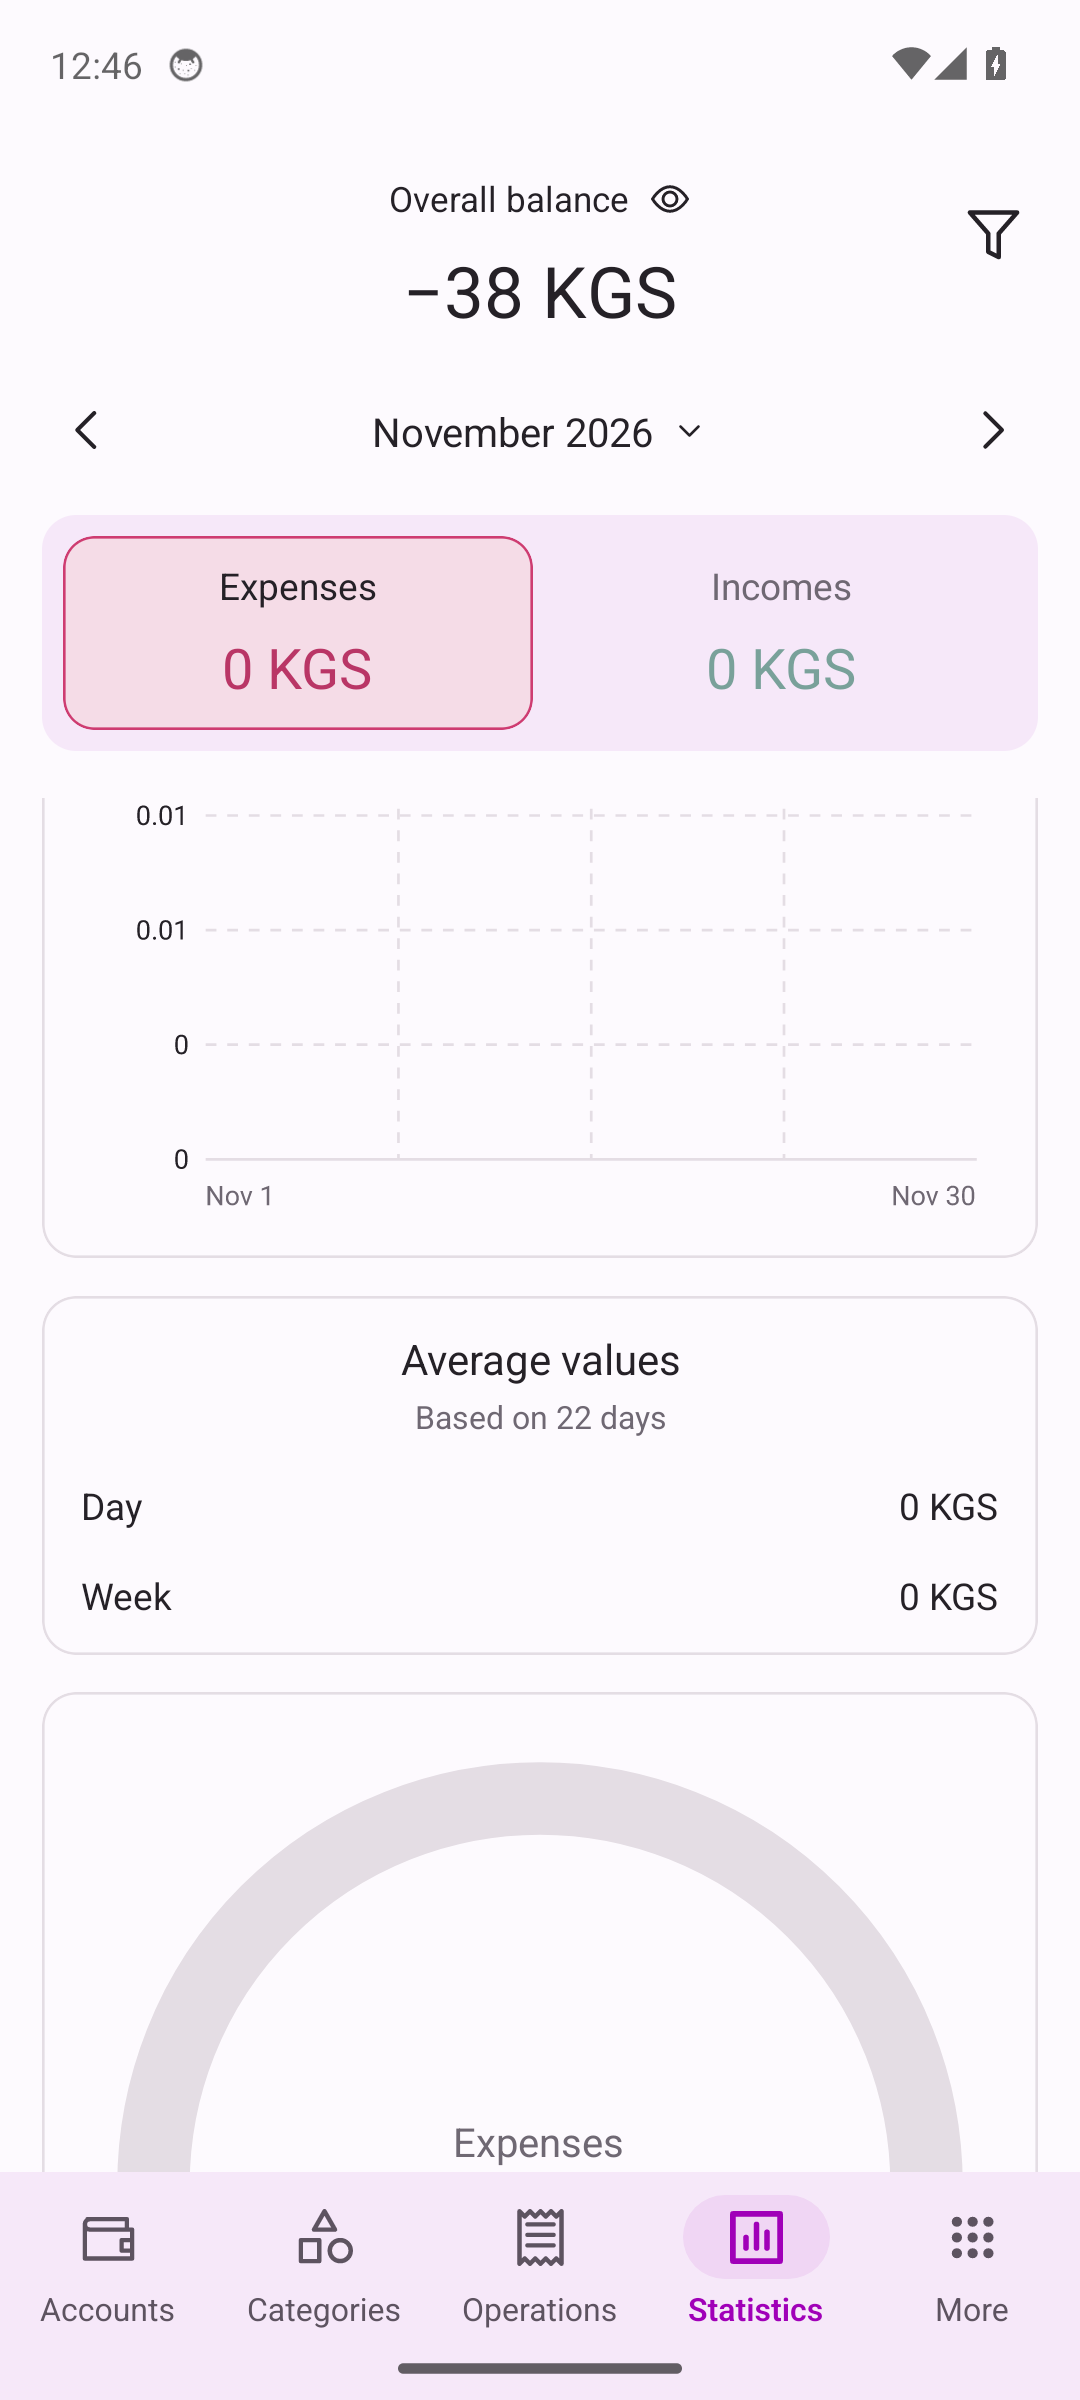 12:46
Overall balance
−38 KGS
November 2026
Expenses
Incomes
0 KGS
0 KGS
0.01
0.01
0
0
Nov 1
Nov 30
Average values
Based on 22 days
Day
0 KGS
Week
0 KGS
Expenses
Accounts
Categories
Operations
Statistics
More